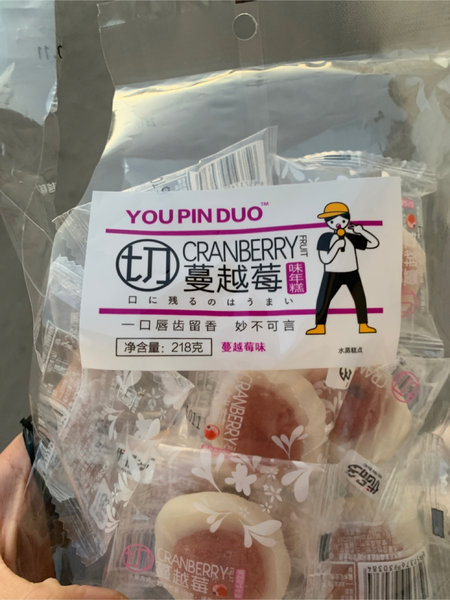 YOU PIN DUO™
切
CRANBERRY
FRUIT
蔓越莓
味年糕
口に残るのはうまい
一口唇齿留香 妙不可言
净含量：218克
蔓越莓味
水蒸糕点
切
CRANBERRY
FRUIT
蔓越莓